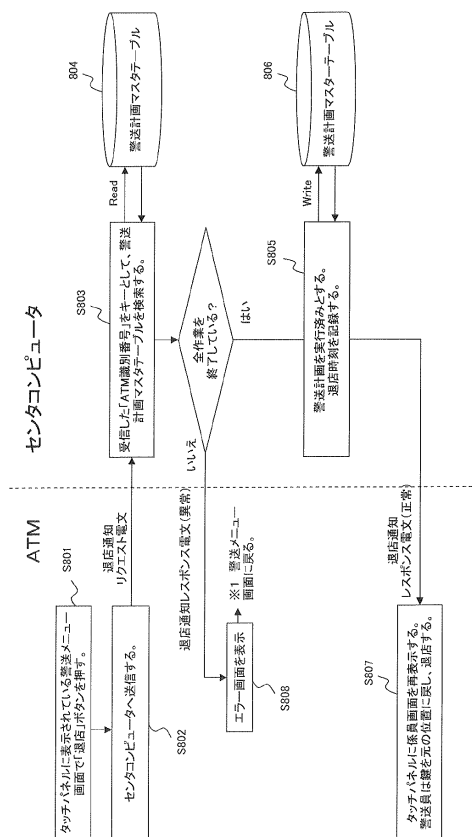 ATM
センタコンピュータ
S801
タッチパネルに表示されている警送メニュー
画面で「退店」ボタンを押す。
センタコンピュータへ送信する。
S802
退店通知
リクエスト電文
S803
受信した「ATM識別番号」をキーとして、警送
計画マスタテーブルを検索する。
Read
804
警送計画マスタテーブル
全作業を
終了している?
いいえ
はい
退店通知レスポンス電文(異常)
エラー画面を表示
S808
※1 警送メニュー
画面に戻る。
S805
警送計画を実行済みとする。
退店時刻を記録する。
Write
806
警送計画マスターテーブル
退店通知
レスポンス電文(正常)
S807
タッチパネルに係員画面を再表示する。
警送員は鍵を元の位置に戻し、退店する。